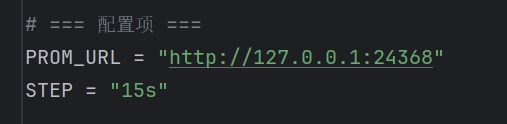 # === 配置项 ===
PROM_URL = "http://127.0.0.1:24368"
STEP = "15s"